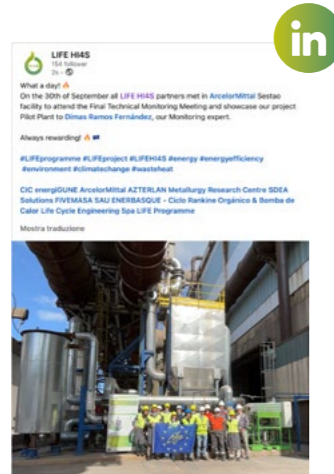 in
LIFE HI4S
154 follower
2s •
What a day! 🔥
On the 30th of September all LIFE HI4S partners met in ArcelorMittal Sestao
facility to attend the Final Technical Monitoring Meeting and showcase our project
Pilot Plant to Dimas Ramos Fernández, our Monitoring expert.
Always rewarding! 🔥 🇪🇺
#LIFEprogramme #LIFEproject #LIFEHI4S #energy #energyefficiency
#environment #climatechange #wasteheat
CIC energiGUNE ArcelorMittal AZTERLAN Metallurgy Research Centre SDEA
Solutions FIVEMASA SAU ENERBASQUE - Ciclo Rankine Orgánico & Bomba de
Calor Life Cycle Engineering Spa LIFE Programme
Mostra traduzione